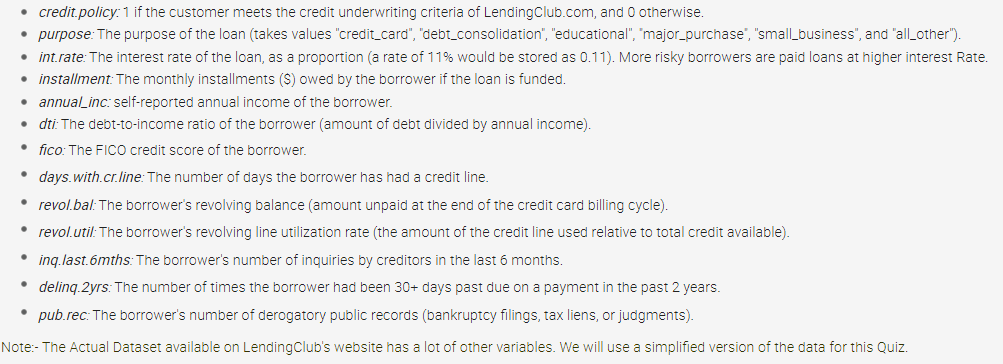 • credit.policy: 1 if the customer meets the credit underwriting criteria of LendingClub.com, and 0 otherwise.
• purpose: The purpose of the loan (takes values "credit_card", "debt_consolidation", "educational", "major_purchase", "small_business", and "all_other").
• int.rate: The interest rate of the loan, as a proportion (a rate of 11% would be stored as 0.11). More risky borrowers are paid loans at higher interest Rate.
• installment: The monthly installments ($) owed by the borrower if the loan is funded.
• annual_inc: self-reported annual income of the borrower.
• dti: The debt-to-income ratio of the borrower (amount of debt divided by annual income).
• fico: The FICO credit score of the borrower.
• days.with.cr.line: The number of days the borrower has had a credit line.
• revol.bal: The borrower's revolving balance (amount unpaid at the end of the credit card billing cycle).
• revol.util: The borrower's revolving line utilization rate (the amount of the credit line used relative to total credit available).
• inq.last.6mths: The borrower's number of inquiries by creditors in the last 6 months.
• delinq.2yrs: The number of times the borrower had been 30+ days past due on a payment in the past 2 years.
• pub.rec: The borrower's number of derogatory public records (bankruptcy filings, tax liens, or judgments).
Note:- The Actual Dataset available on LendingClub's website has a lot of other variables. We will use a simplified version of the data for this Quiz.